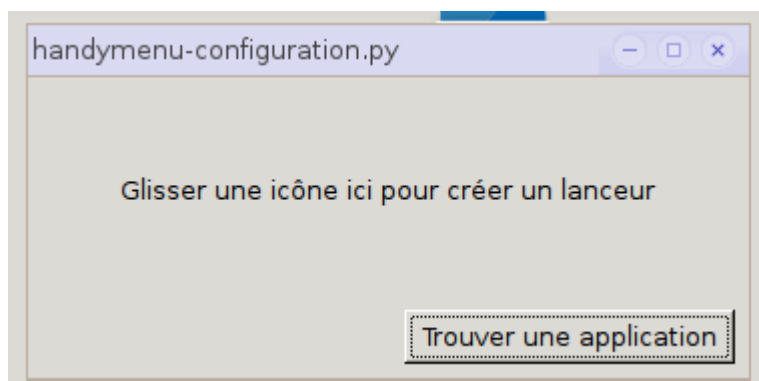 handymenu-configuration.py
Glisser une icône ici pour créer un lanceur
Trouver une application